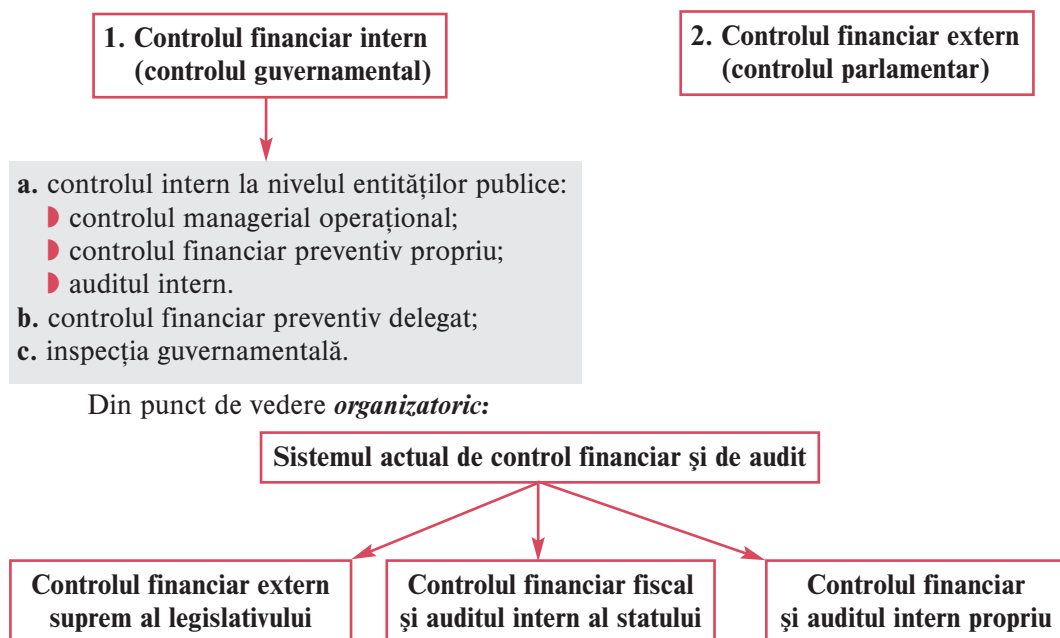 1. Controlul financiar intern
(controlul guvernamental)
2. Controlul financiar extern
(controlul parlamentar)
a. controlul intern la nivelul entităților publice:
controlul managerial operațional;
controlul financiar preventiv propriu;
auditul intern.
b. controlul financiar preventiv delegat;
c. inspecția guvernamentală.
Din punct de vedere organizatoric:
Sistemul actual de control financiar şi de audit
Controlul financiar extern
suprem al legislativului
Controlul financiar fiscal
şi auditul intern al statului
Controlul financiar
şi auditul intern propriu